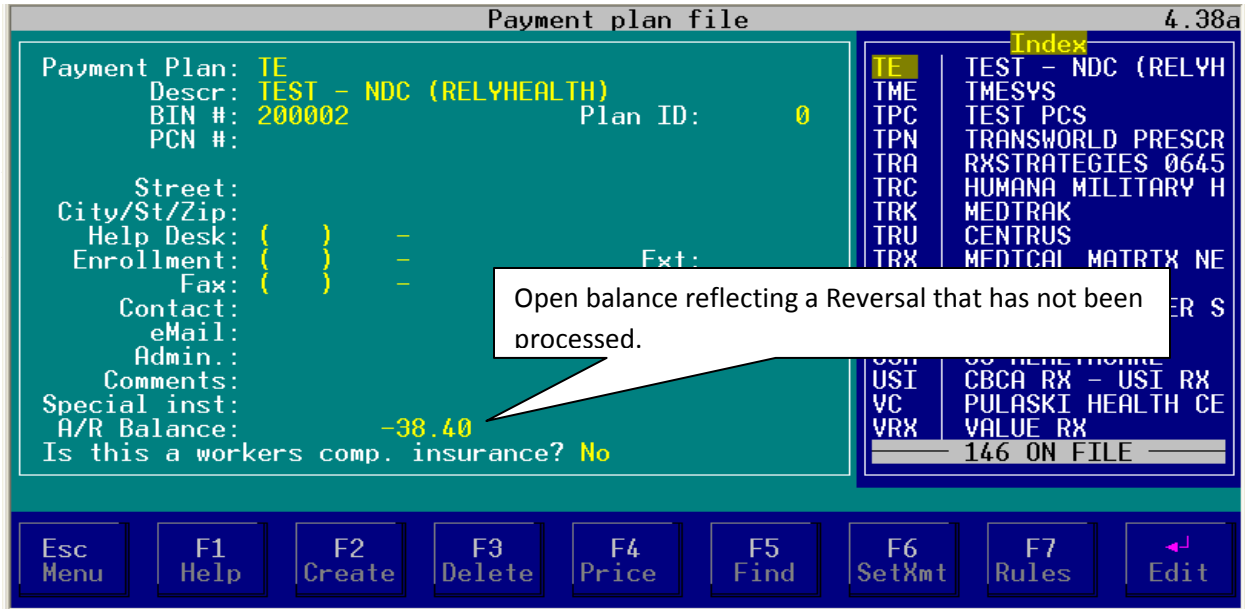 Payment plan file 4.38a
Payment Plan: TE
Descr: TEST - NDC (RELYHEALTH)
BIN #: 200002 Plan ID: 0
PCN #:
Street:
City/St/Zip:
Help Desk: ( ) -
Enrollment: ( ) - Ext:
Fax: ( ) -
Contact:
eMail:
Admin.:
Comments:
Special inst:
A/R Balance: -38.40
Is this a workers comp. insurance? No
Open balance reflecting a Reversal that has not been
processed.
Index
TE TEST - NDC (RELYH
TME TMESYS
TPC TEST PCS
TPN TRANSWORLD PRESCR
TRA RXSTRATEGIES 0645
TRC HUMANA MILITARY H
TRK MEDTRAK
TRU CENTRUS
TRX MEDICAL MATRIX NE
ER S
USI CBCA RX - USI RX
VC PULASKI HEALTH CE
VRX VALUE RX
146 ON FILE
Esc F1 F2 F3 F4 F5 F6 F7 ◄┘
Menu Help Create Delete Price Find SetXmt Rules Edit